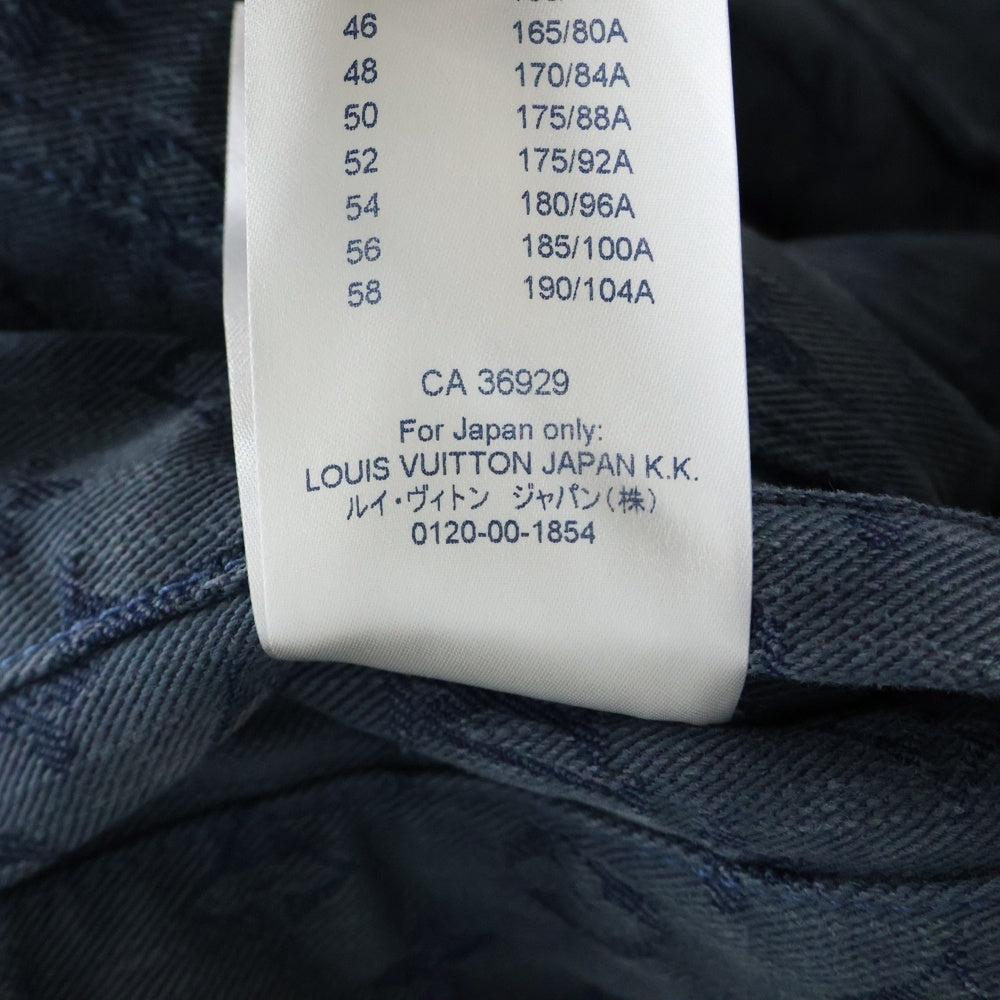 46 165/80A
48 170/84A
50 175/88A
52 175/92A
54 180/96A
56 185/100A
58 190/104A
CA 36929
For Japan only:
LOUIS VUITTON JAPAN K.K.
ルイ・ヴィトン ジャパン(株)
0120-00-1854